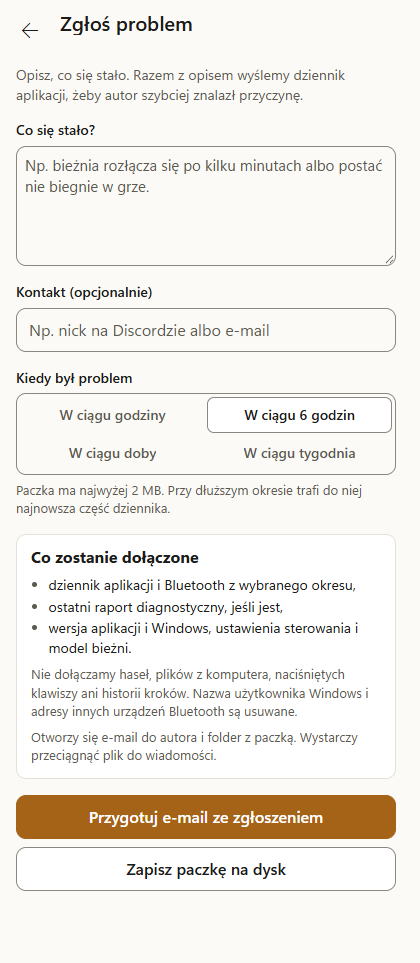 Zgłoś problem
Opisz, co się stało. Razem z opisem wyślemy dziennik
aplikacji, żeby autor szybciej znalazł przyczynę.
Co się stało?
Np. bieżnia rozłącza się po kilku minutach albo postać
nie biegnie w grze.
Kontakt (opcjonalnie)
Np. nick na Discordzie albo e-mail
Kiedy był problem
W ciągu godziny
W ciągu 6 godzin
W ciągu doby
W ciągu tygodnia
Paczka ma najwyżej 2 MB. Przy dłuższym okresie trafi do niej
najnowsza część dziennika.
Co zostanie dołączone
dziennik aplikacji i Bluetooth z wybranego okresu,
ostatni raport diagnostyczny, jeśli jest,
wersja aplikacji i Windows, ustawienia sterowania i
model bieżni.
Nie dołączamy haseł, plików z komputera, naciśniętych
klawiszy ani historii kroków. Nazwa użytkownika Windows i
adresy innych urządzeń Bluetooth są usuwane.
Otworzy się e-mail do autora i folder z paczką. Wystarczy
przeciągnąć plik do wiadomości.
Przygotuj e-mail ze zgłoszeniem
Zapisz paczkę na dysk